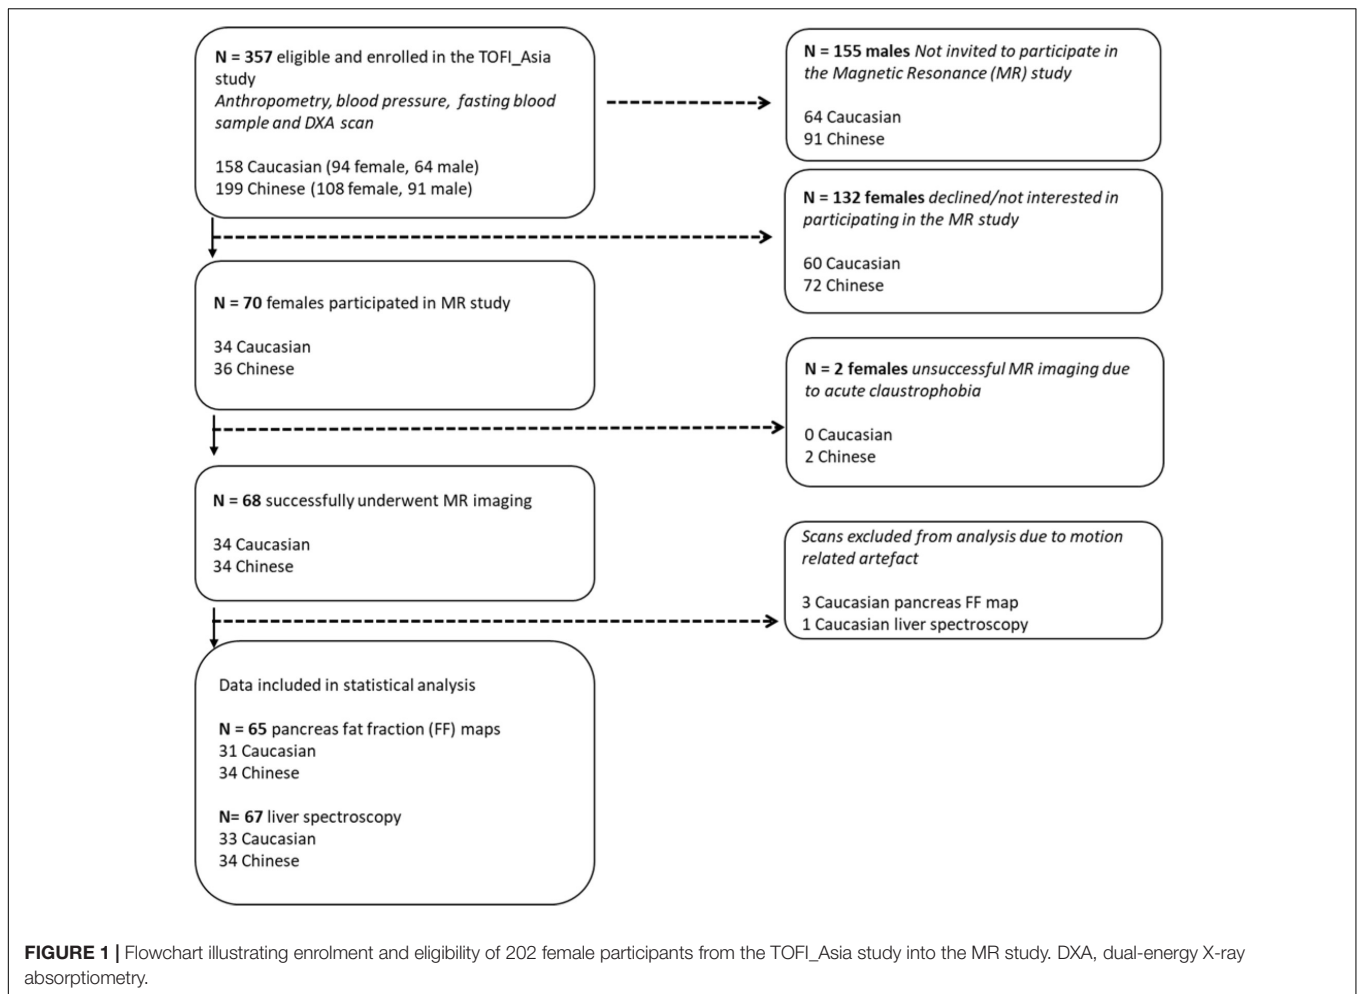 N = 357 eligible and enrolled in the TOFI_Asia
study
Anthropometry, blood pressure, fasting blood
sample and DXA scan
158 Caucasian (94 female, 64 male)
199 Chinese (108 female, 91 male)
N = 155 males Not invited to participate in
the Magnetic Resonance (MR) study
64 Caucasian
91 Chinese
N = 132 females declined/not interested in
participating in the MR study
60 Caucasian
72 Chinese
N = 70 females participated in MR study
34 Caucasian
36 Chinese
N = 2 females unsuccessful MR imaging due
to acute claustrophobia
0 Caucasian
2 Chinese
N = 68 successfully underwent MR imaging
34 Caucasian
34 Chinese
Scans excluded from analysis due to motion
related artefact
3 Caucasian pancreas FF map
1 Caucasian liver spectroscopy
Data included in statistical analysis
N = 65 pancreas fat fraction (FF) maps
31 Caucasian
34 Chinese
N= 67 liver spectroscopy
33 Caucasian
34 Chinese
FIGURE 1 | Flowchart illustrating enrolment and eligibility of 202 female participants from the TOFI_Asia study into the MR study. DXA, dual-energy X-ray
absorptiometry.